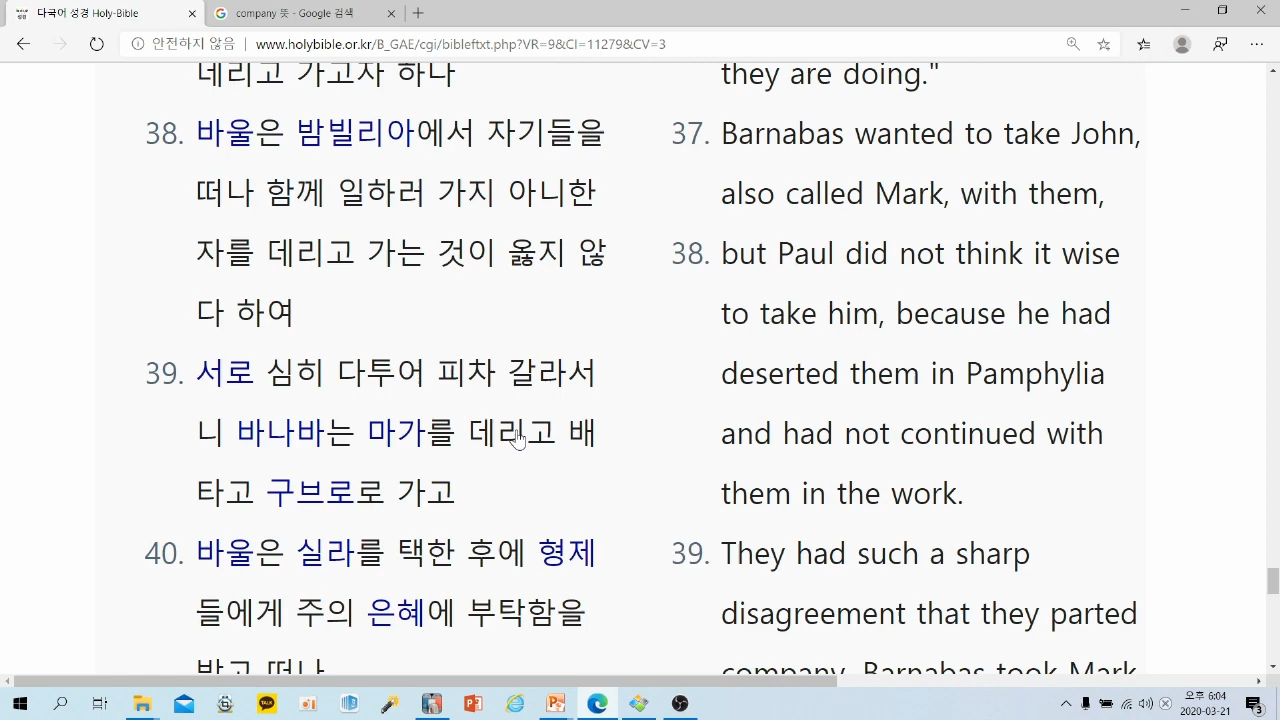 다국어 성경 Holy-Bible
company 뜻 - Google 검색
안전하지 않음
www.holybible.or.kr/B_GAE/cgi/bibleftxt.php?VR=9&CI=11279&CV=3
데리고 가고자 하나
38. 바울은 밤빌리아에서 자기들을
떠나 함께 일하러 가지 아니한
자를 데리고 가는 것이 옳지 않
다 하여
39. 서로 심히 다투어 피차 갈라서
니 바나바는 마가를 데리고 배
타고 구브로로 가고
40. 바울은 실라를 택한 후에 형제
들에게 주의 은혜에 부탁함을
받고 떠나
they are doing."
37. Barnabas wanted to take John,
also called Mark, with them,
38. but Paul did not think it wise
to take him, because he had
deserted them in Pamphylia
and had not continued with
them in the work.
39. They had such a sharp
disagreement that they parted
company. Barnabas took Mark
TALK
오후 6:04
2020-03-21
3